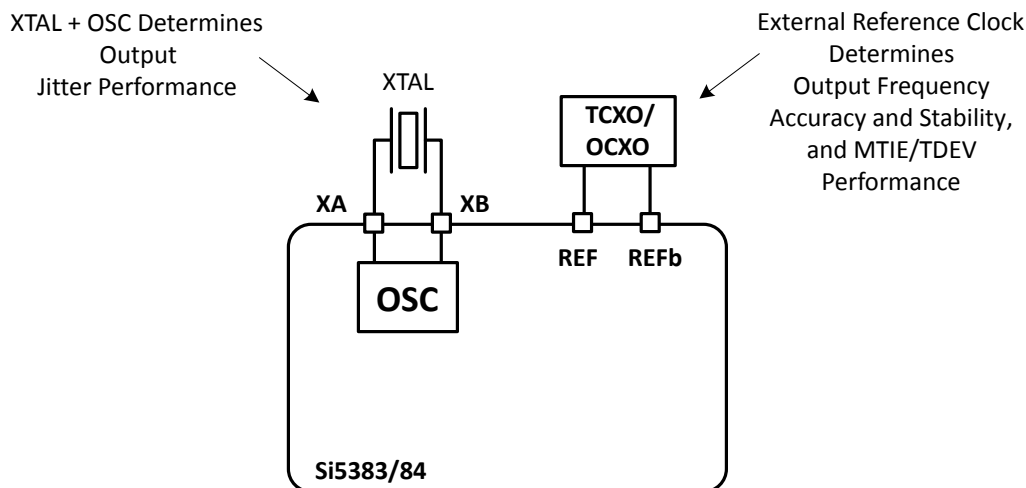 XTAL + OSC Determines
Output
Jitter Performance
External Reference Clock
Determines
Output Frequency
Accuracy and Stability,
and MTIE/TDEV
Performance
XTAL
TCXO/
OCXO
XA
XB
REF
REFb
OSC
Si5383/84